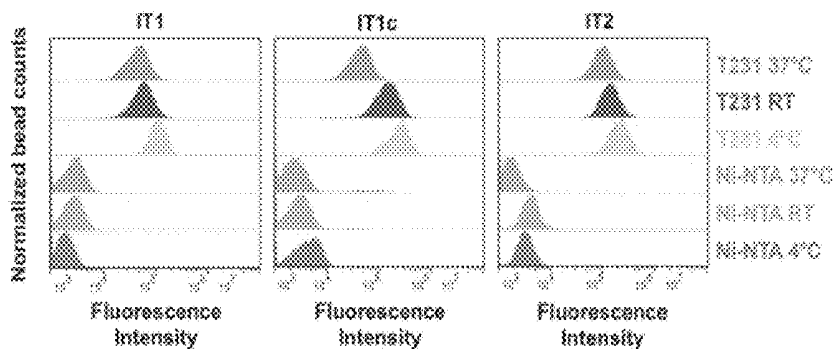 IT1
IT1c
IT2
Normalized bead counts
T231 37°C
T231 RT
T231 4°C
Ni-NTA 37°C
Ni-NTA RT
Ni-NTA 4°C
Fluorescence
Intensity
Fluorescence
Intensity
Fluorescence
Intensity